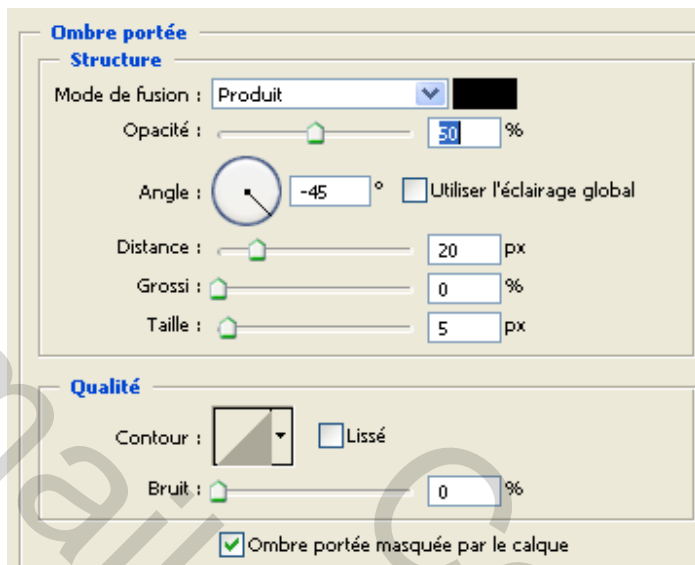 Ombre portée
Structure
Mode de fusion : Produit
Opacité : 50 %
Angle : -45 ° Utiliser l'éclairage global
Distance : 20 px
Grossi : 0 %
Taille : 5 px
Qualité
Contour : Lissé
Bruit : 0 %
Ombre portée masquée par le calque